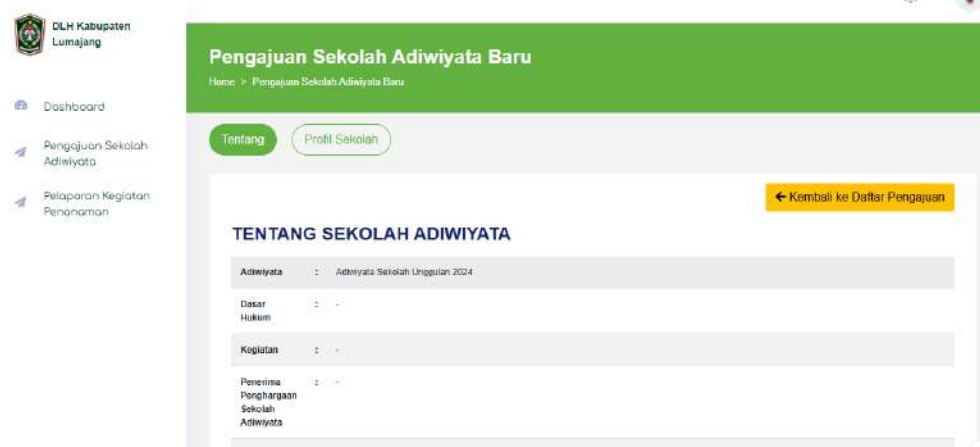 DLH Kabupaten
Lumajang
Dashboard
Pengajuan Sekolah
Adiwiyata
Pelaporan Kegiatan
Penanaman
Pengajuan Sekolah Adiwiyata Baru
Home > Pengajuan Sekolah Adiwiyata Baru
Tentang
Profil Sekolah
← Kembali ke Daftar Pengajuan
TENTANG SEKOLAH ADIWIYATA
Adiwiyata : Adiwiyata Sekolah Unggulan 2024
Dasar : -
Hukum
Kegiatan : -
Penerima : -
Penghargaan
Sekolah
Adiwiyata